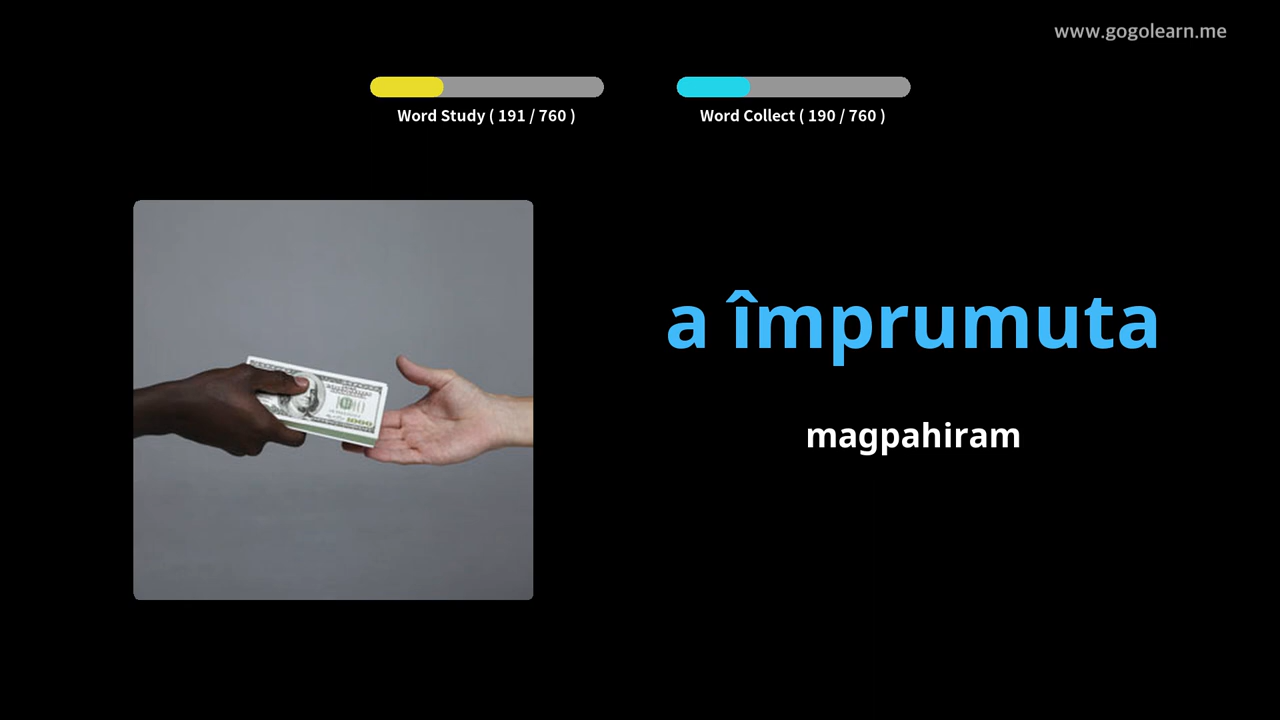 www.gogolearn.me
Word Study ( 191 / 760 )
Word Collect ( 190 / 760 )
a împrumuta
magpahiram